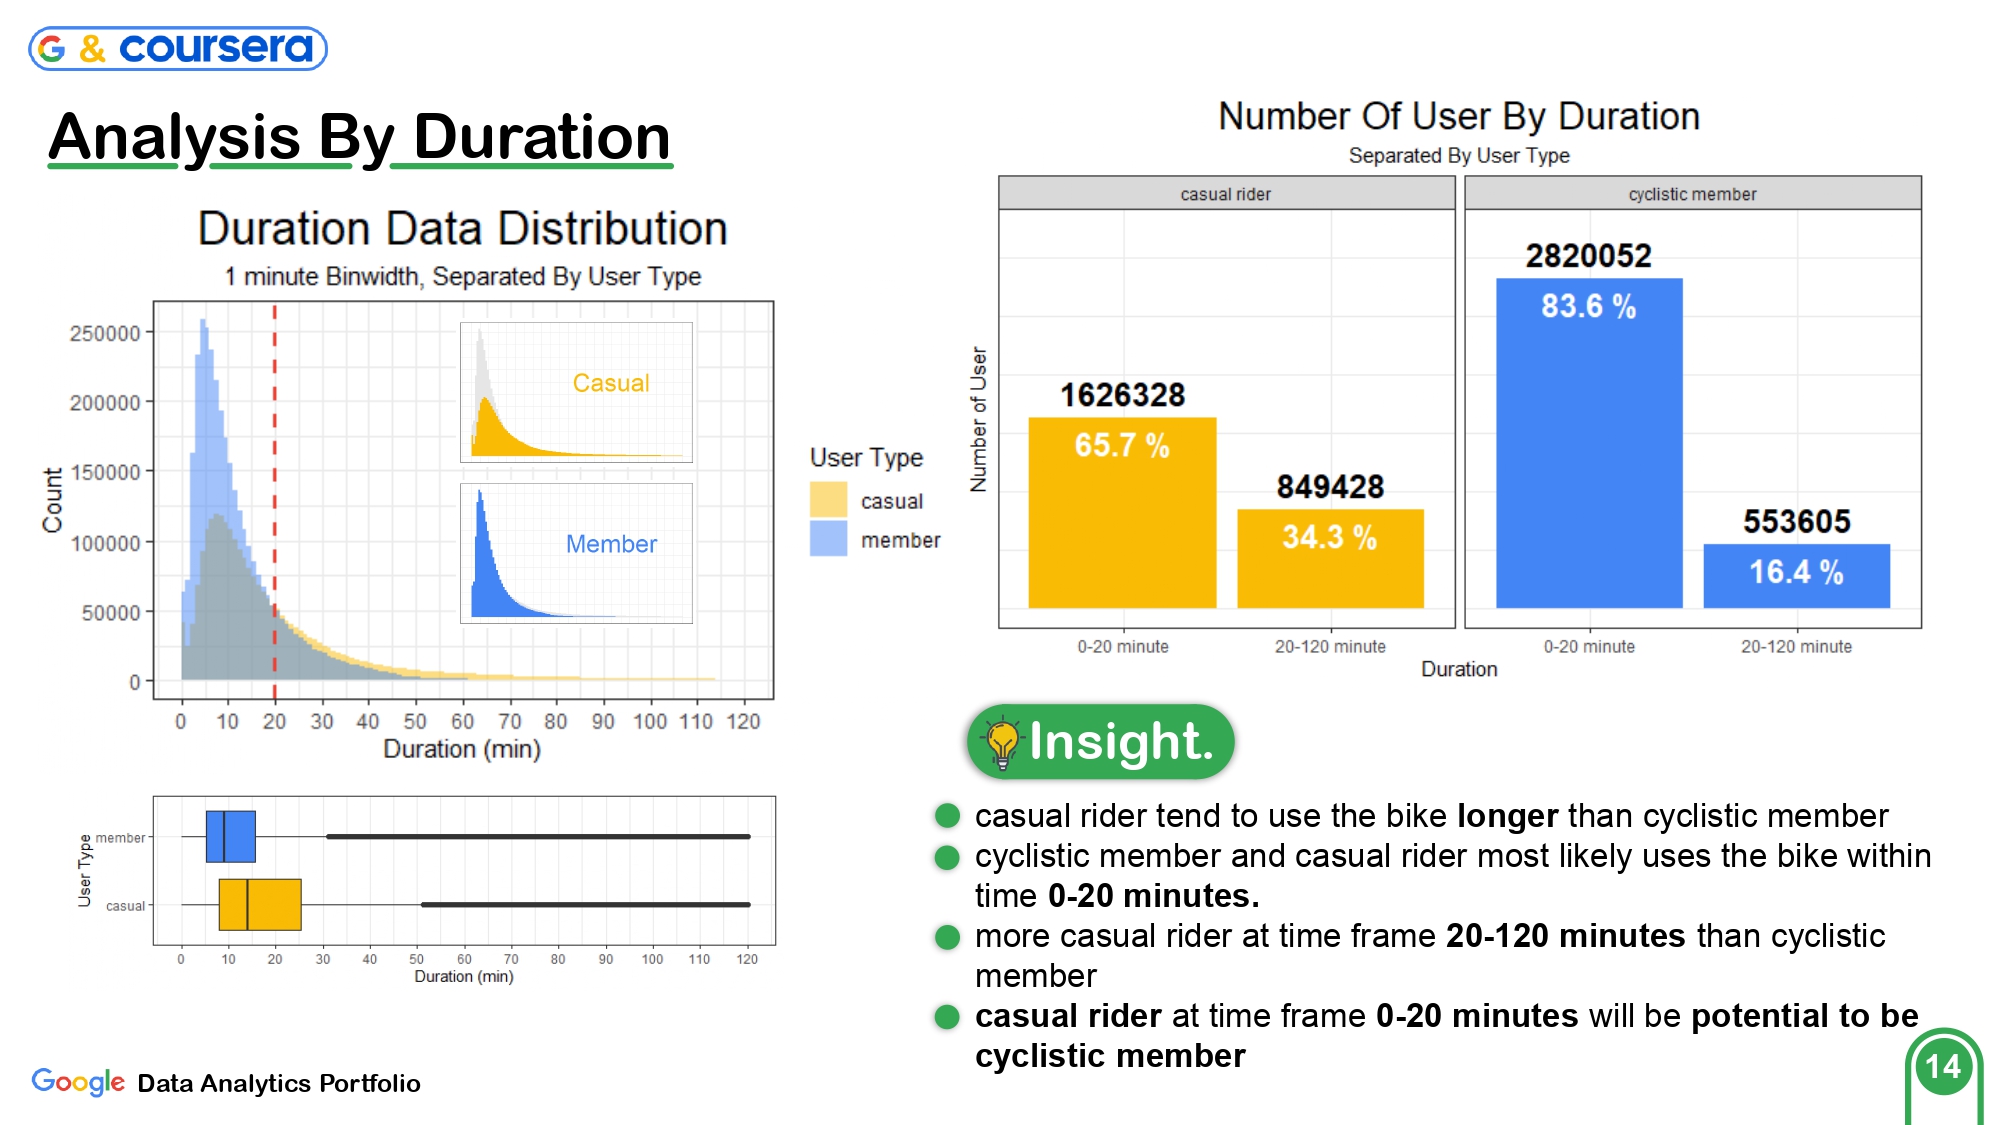 G & coursera
Analysis By Duration
Duration Data Distribution
1 minute Binwidth, Separated By User Type
250000
200000
150000
100000
50000
0
Count
Casual
Member
0 10 20 30 40 50 60 70 80 90 100 110 120
Duration (min)
User Type
casual
member
User Type
member
casual
0 10 20 30 40 50 60 70 80 90 100 110 120
Duration (min)
Number Of User By Duration
Separated By User Type
casual rider cyclistic member
Number of User
1626328
65.7 %
849428
34.3 %
2820052
83.6 %
553605
16.4 %
0-20 minute 20-120 minute 0-20 minute 20-120 minute
Duration
Insight.
casual rider tend to use the bike longer than cyclistic member
cyclistic member and casual rider most likely uses the bike within
time 0-20 minutes.
more casual rider at time frame 20-120 minutes than cyclistic
member
casual rider at time frame 0-20 minutes will be potential to be
cyclistic member
Google Data Analytics Portfolio
14